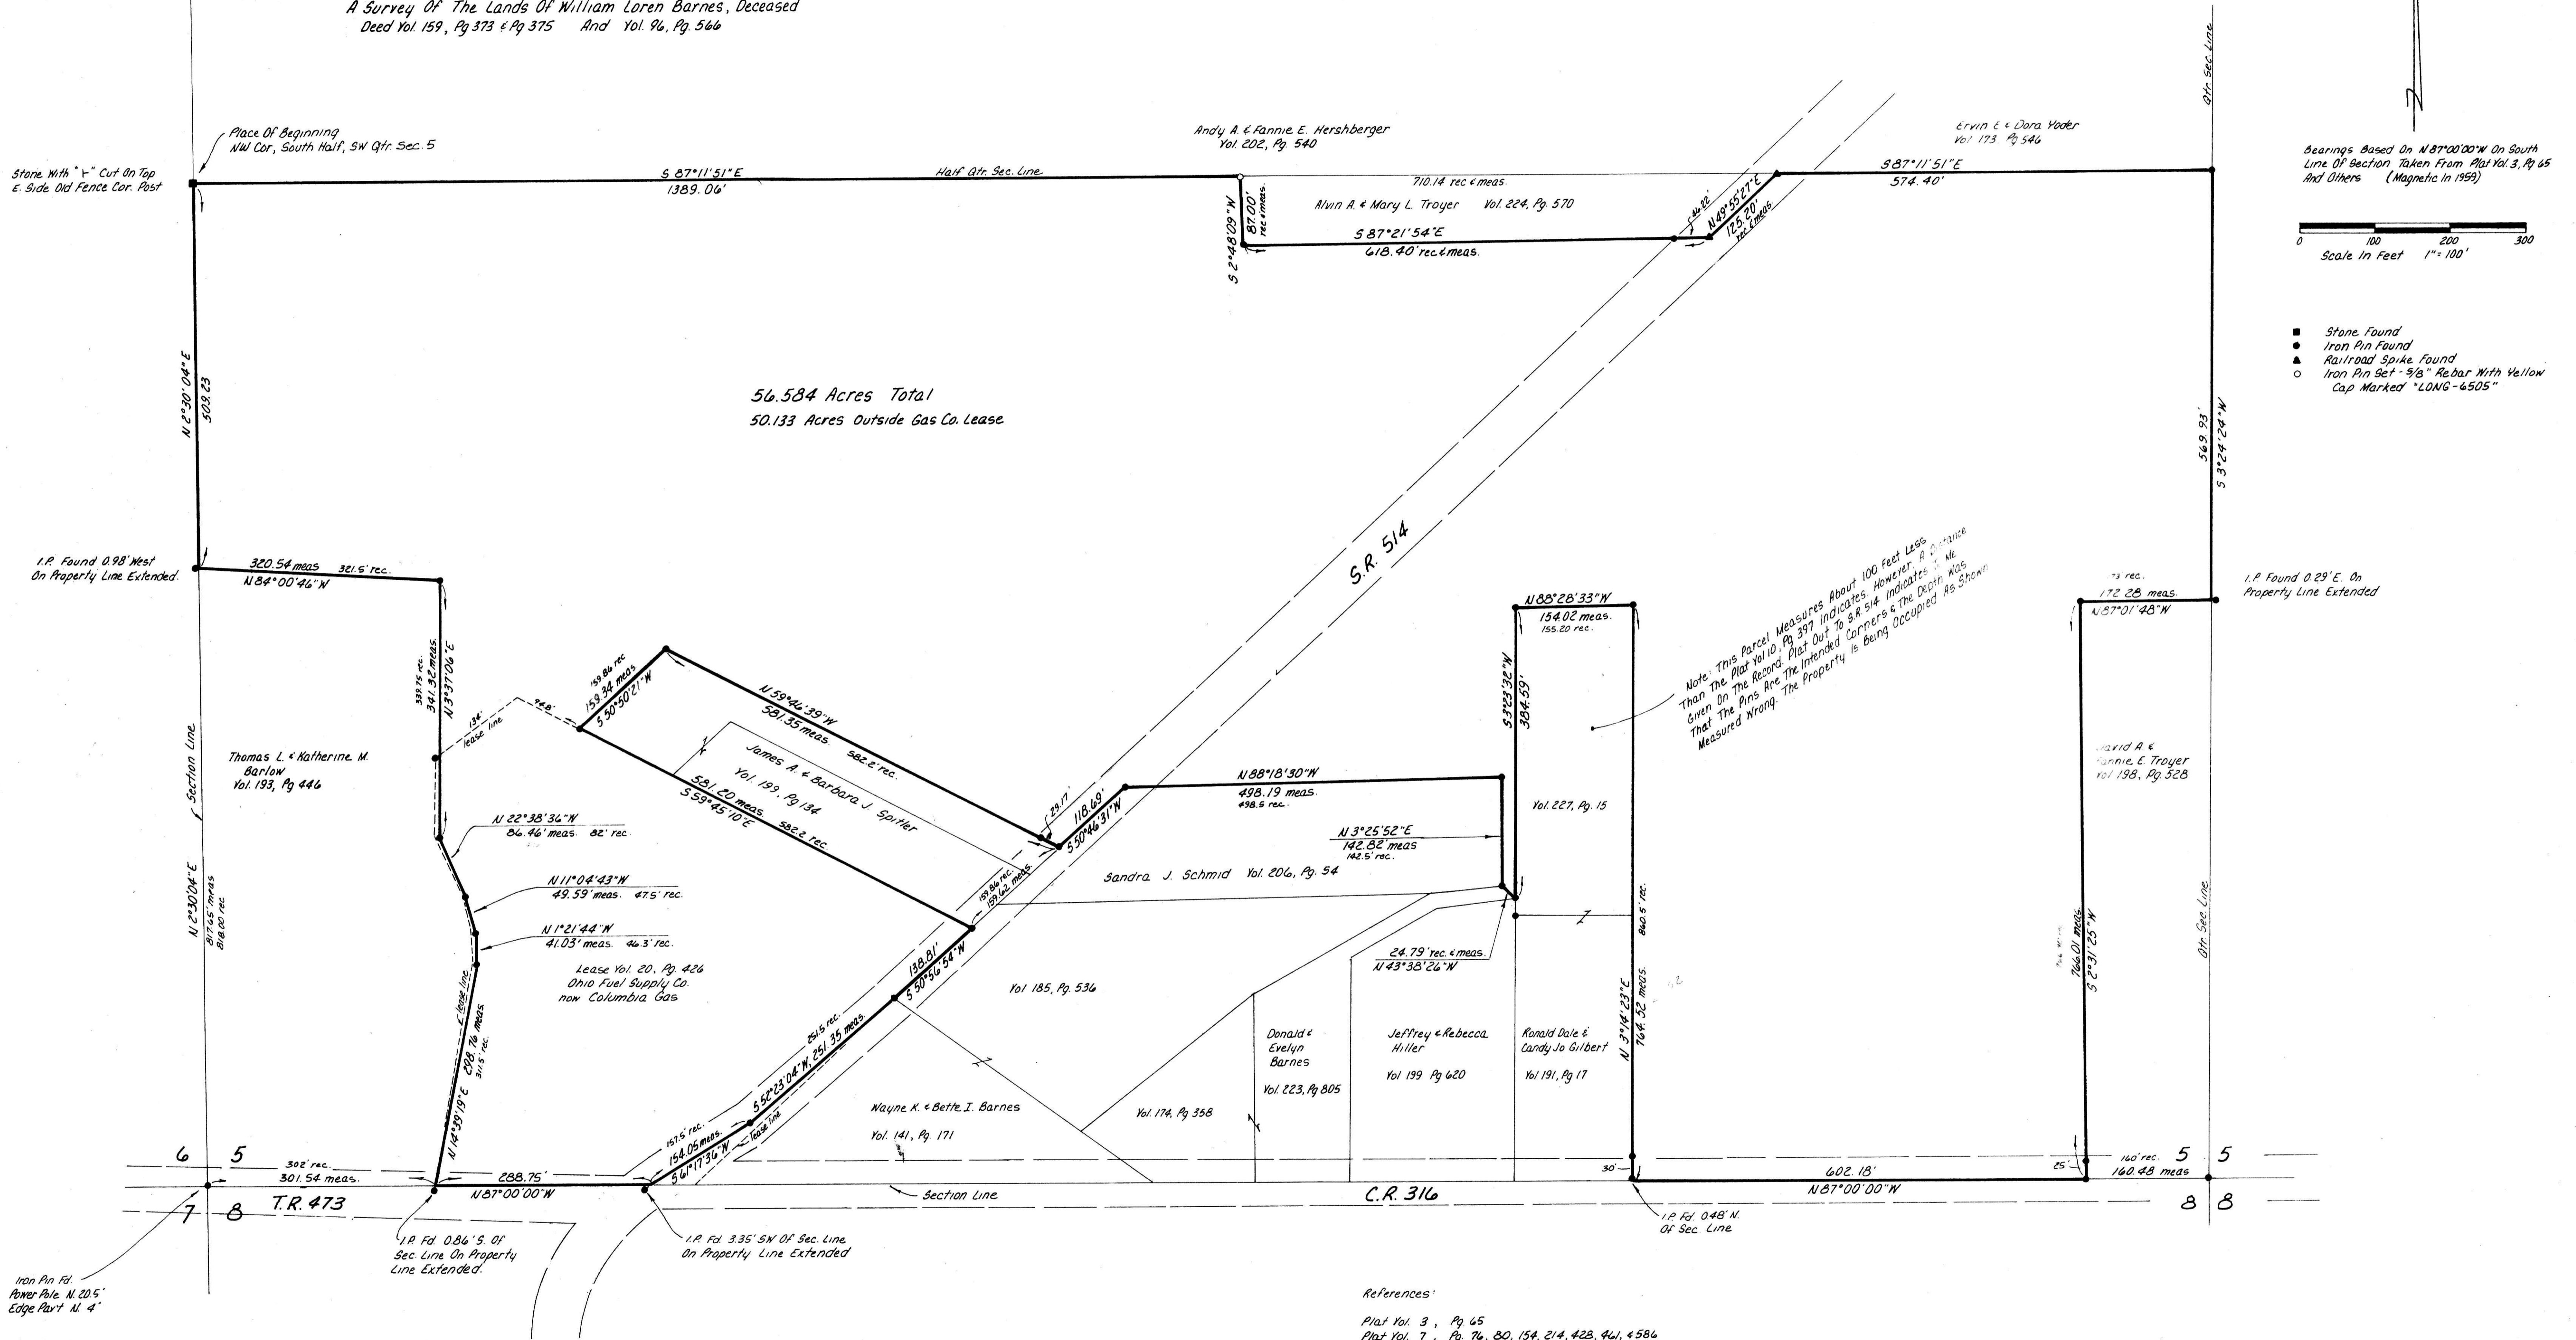 A Survey Of The Lands Of William Loren Barnes, Deceased
Deed Vol. 159, Pg 373 & Pg 375 And Vol. 96, Pg. 566
Qtr. Sec. Line
Place Of Beginning
NW Cor, South Half, SW Qtr. Sec. 5
Stone With "Y" Cut On Top
E. Side Old Fence Cor. Post
S 87°11'51"E
1389.06'
Half Qtr. Sec. Line
Andy A. & Fannie E. Hershberger
Vol. 202, Pg. 540
710.14 rec & meas.
Alvin A. & Mary L. Troyer Vol. 224, Pg. 570
S 2°48'09"W
87.00'
rec & meas.
S 87°21'54"E
618.40' rec & meas.
46.22'
N 49°55'27"E
125.20'
rec & meas.
Ervin E & Dora Yoder
Vol 173 Pg 546
S 87°11'51"E
574.40'
Bearings Based On N 87°00'00"W On South
Line Of Section Taken From Plat Vol. 3, Pg 65
And Others (Magnetic In 1959)
0 100 200 300
Scale In Feet 1"= 100'
Stone Found
Iron Pin Found
Railroad Spike Found
Iron Pin Set - 5/8" Rebar With Yellow
Cap Marked "LONG-6505"
N 2°30'04"E
509.23
56.584 Acres Total
50.133 Acres Outside Gas Co. Lease
569.93'
S 3°24'24"W
S.R. 514
I.P. Found 0.98' West
On Property Line Extended.
320.54 meas 321.5' rec.
N 84°00'46"W
339.75 rec.
341.32 meas.
N 3°37'06"E
134'
lease line
94.8'
159.86 rec
159.34 meas
S 50°50'21"W
N 59°46'39"W
581.35 meas. 582.2' rec.
James A. & Barbara J. Spitler
Vol. 199, Pg 134
581.20 meas. 582.2 rec.
S 59°45'10"E
29.17'
118.69'
S 50°46'31"W
159.86 rec.
159.62 meas.
N 88°18'30"W
498.19 meas.
498.5 rec.
N 3°25'52"E
142.82' meas
142.5' rec.
Sandra J. Schmid Vol. 206, Pg. 54
N 88°28'33"W
154.02 meas.
155.20 rec.
S 3°23'32"W
384.59'
Vol. 227, Pg. 15
Note: This Parcel Measures About 100 Feet Less
Than The Plat Vol 10, Pg 397 Indicates. However, A Distance
Given On The Record Plat Out To S.R 514 Indicates To Me
That The Pins Are The Intended Corners & The Depth Was
Measured Wrong. The Property Is Being Occupied As Shown
rec.
172.28 meas.
N 87°01'48"W
I.P. Found 0.29' E. On
Property Line Extended
David A. &
Fannie E. Troyer
Vol 198, Pg. 528
766.01 meas.
S 2°31'25"W
Qtr. Sec. Line
Section Line
Thomas L. & Katherine M.
Barlow
Vol. 193, Pg 446
N 2°30'04"E
817.65' meas
818.00 rec
N 22°38'36"W
86.46' meas. 82' rec.
N 11°04'43"W
49.59' meas. 47.5' rec.
N 1°21'44"W
41.03' meas. 46.3' rec.
Lease Vol. 20, Pg. 426
Ohio Fuel Supply Co.
now Columbia Gas
lease line
N 14°39'19"E 298.76 meas.
311.5' rec.
138.81'
S 50°56'54"W
251.5 rec.
S 52°23'04"W, 251.35 meas.
157.5' rec.
154.05 meas.
S 61°17'36"W
lease line
Vol 185, Pg. 536
24.79' rec. & meas.
N 43°38'26"W
860.5' rec.
N 3°14'23"E
764.52 meas.
Donald &
Evelyn
Barnes
Vol. 223, Pg 805
Jeffrey & Rebecca
Hiller
Vol 199 Pg 620
Ronald Dale &
Candy Jo Gilbert
Vol 191, Pg 17
Wayne K. & Bette I. Barnes
Vol. 141, Pg. 171
Vol. 174, Pg 358
6 5
302' rec.
301.54 meas.
288.75'
N 87°00'00"W
7 8
T.R. 473
Section Line
C.R. 316
30'
602.18'
N 87°00'00"W
25'
160' rec.
160.48 meas
5 5
8 8
I.P. Fd. 0.86' S. Of
Sec. Line On Property
Line Extended.
I.P. Fd. 3.35' SW Of Sec. Line
On Property Line Extended
I.P. Fd. 0.48' N.
Of Sec. Line
Iron Pin Fd.
Power Pole N. 20.5'
Edge Pav't N. 4'
References:
Plat Vol. 3, Pg. 65
Plat Vol. 7, Pg. 76, 80, 154, 214, 428, 461, & 586